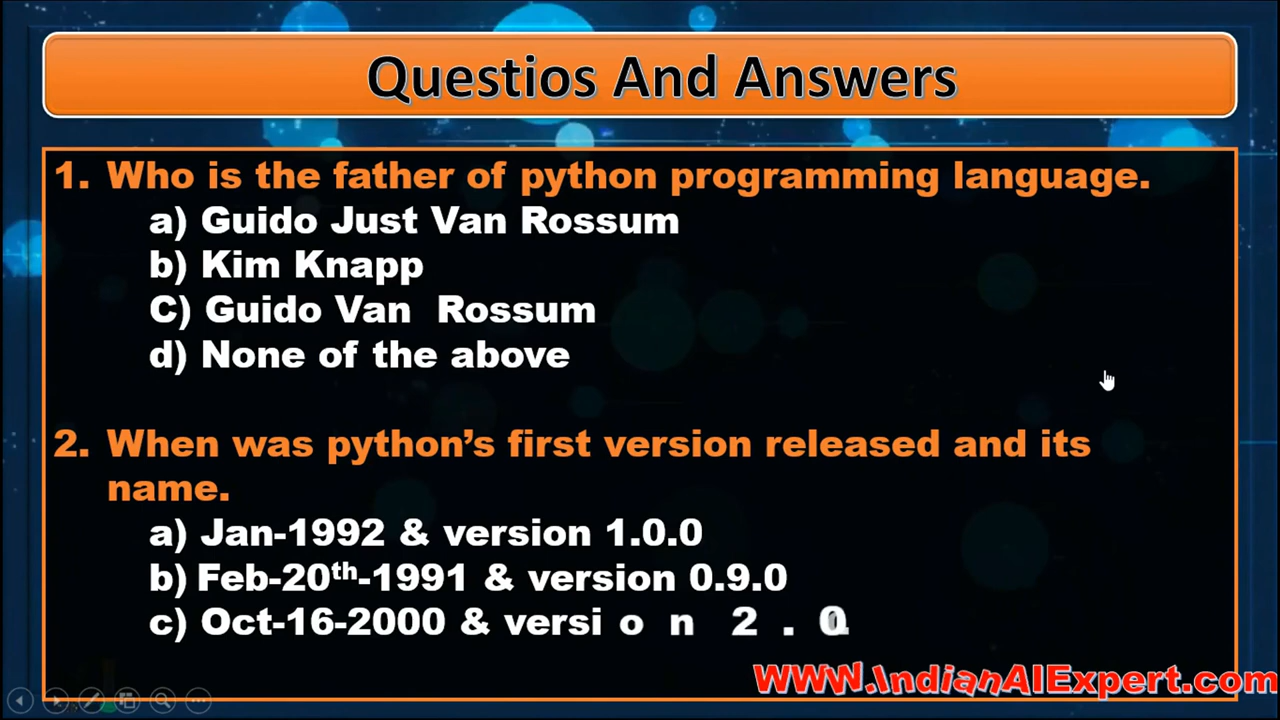 Questios And Answers
1. Who is the father of python programming language.
a) Guido Just Van Rossum
b) Kim Knapp
C) Guido Van Rossum
d) None of the above
2. When was python’s first version released and its
name.
a) Jan-1992 & version 1.0.0
b) Feb-20th-1991 & version 0.9.0
c) Oct-16-2000 & version 2.0
WWW.IndianAIExpert.com